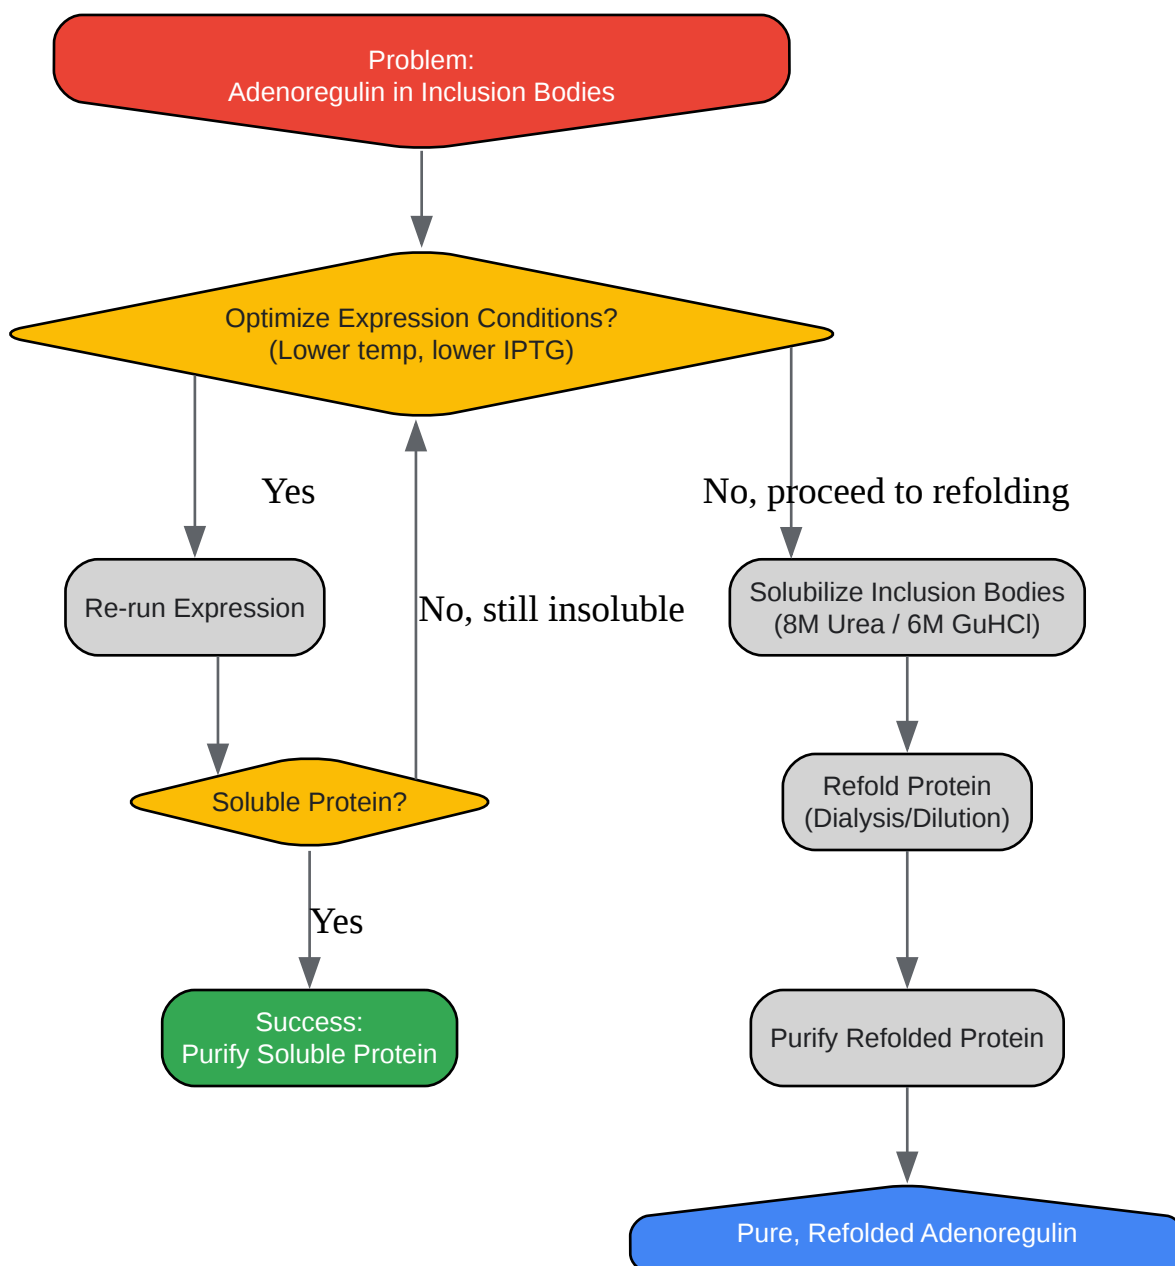 Problem:
Adenoregulin in Inclusion Bodies
Optimize Expression Conditions?
(Lower temp, lower IPTG)
Yes
No, proceed to refolding
Re-run Expression
No, still insoluble
Solubilize Inclusion Bodies
(8M Urea / 6M GuHCl)
Soluble Protein?
Refold Protein
(Dialysis/Dilution)
Yes
Success:
Purify Soluble Protein
Purify Refolded Protein
Pure, Refolded Adenoregulin